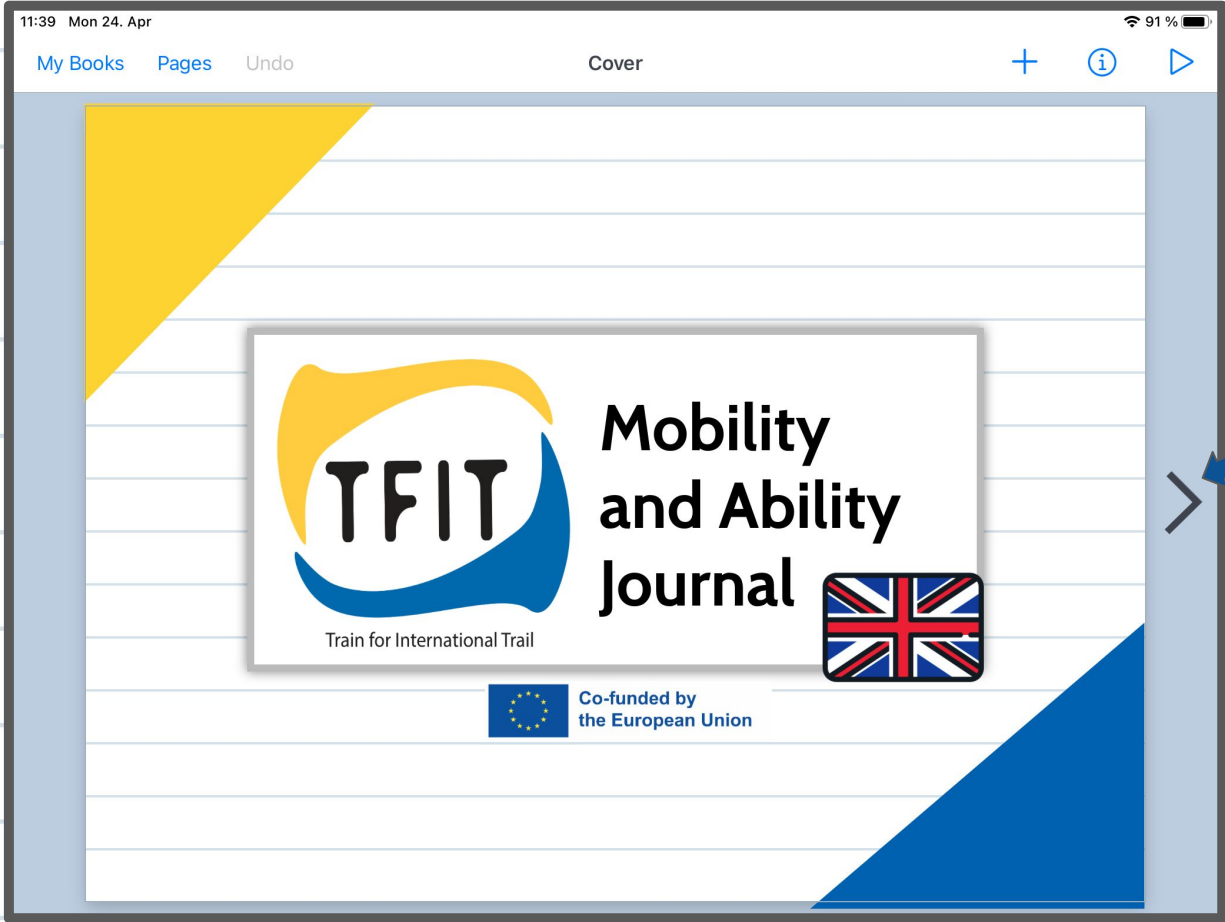 11:39 Mon 24. Apr 91 %
My Books Pages Undo Cover
TFIT
Train for International Trail
Mobility
and Ability
Journal
Co-funded by
the European Union